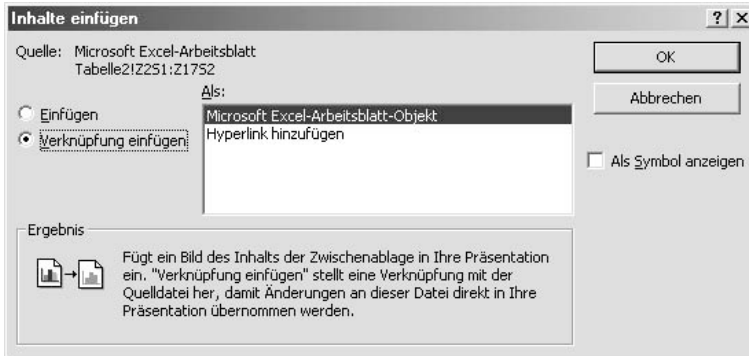 Inhalte einfügen
Quelle: Microsoft Excel-Arbeitsblatt
Tabelle2!Z2S1:Z17S2
Als:
Einfügen
Verknüpfung einfügen
Microsoft Excel-Arbeitsblatt-Objekt
Hyperlink hinzufügen
OK
Abbrechen
Als Symbol anzeigen
Ergebnis
Fügt ein Bild des Inhalts der Zwischenablage in Ihre Präsentation
ein. "Verknüpfung einfügen" stellt eine Verknüpfung mit der
Quelldatei her, damit Änderungen an dieser Datei direkt in Ihre
Präsentation übernommen werden.